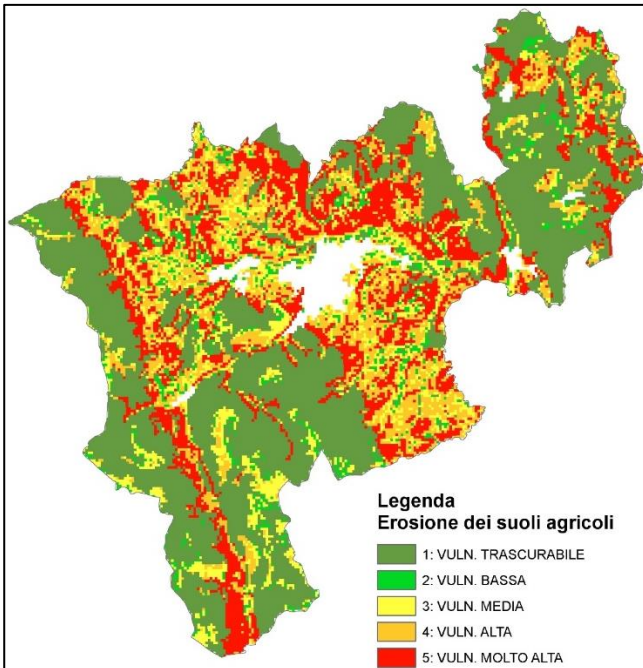 Legenda
Erosione dei suoli agricoli
1: VULN. TRASCURABILE
2: VULN. BASSA
3: VULN. MEDIA
4: VULN. ALTA
5: VULN. MOLTO ALTA